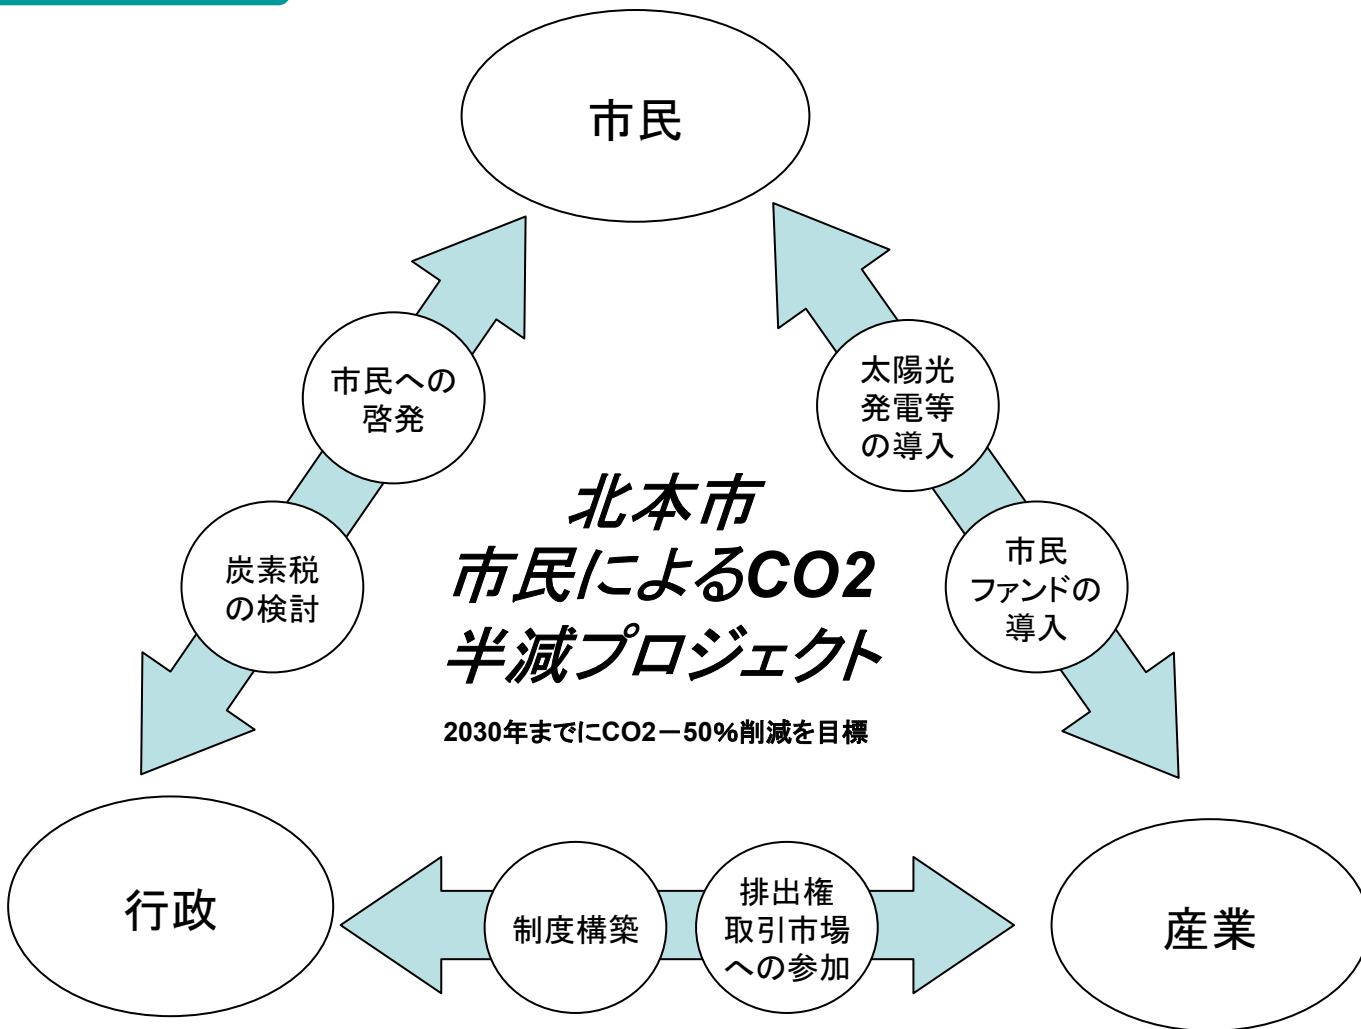 市民
市民への
啓発
太陽光
発電等
の導入
北本市
市民によるCO2
半減プロジェクト
2030年までにCO2－50%削減を目標
炭素税
の検討
市民
ファンドの
導入
行政
制度構築
排出権
取引市場
への参加
産業